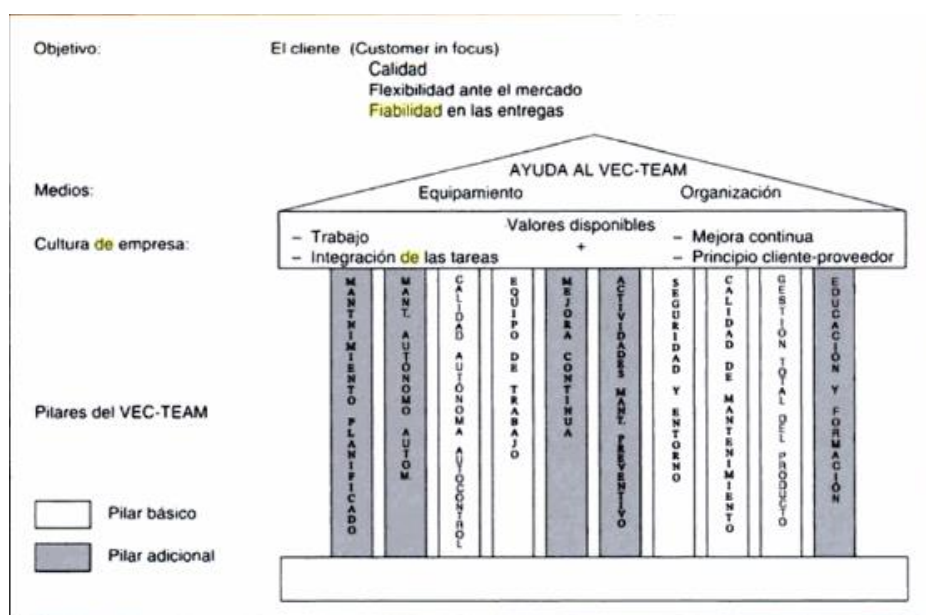 Objetivo:
El cliente (Customer in focus)
Calidad
Flexibilidad ante el mercado
Fiabilidad en las entregas
AYUDA AL VEC-TEAM
Medios:
Equipamiento
Organización
Cultura de empresa:
Valores disponibles
+
– Trabajo
– Integración de las tareas
– Mejora continua
– Principio cliente-proveedor
Pilares del VEC-TEAM
MANTNIMIENTO PLANIFICADO
MANT. AUTÓNOMO AUTOM.
CALIDAD AUTÓNOMA AUTOCONTROL
EQUIPO DE TRABAJO
MEJORA CONTINUA
ACTIVIDADES MANT. PREVENTIVO
SEGURIDAD Y ENTORNO
CALIDAD DE MANTENIMIENTO
GESTIÓN TOTAL DEL PRODUCTO
EDUCACIÓN Y FORMACIÓN
Pilar básico
Pilar adicional